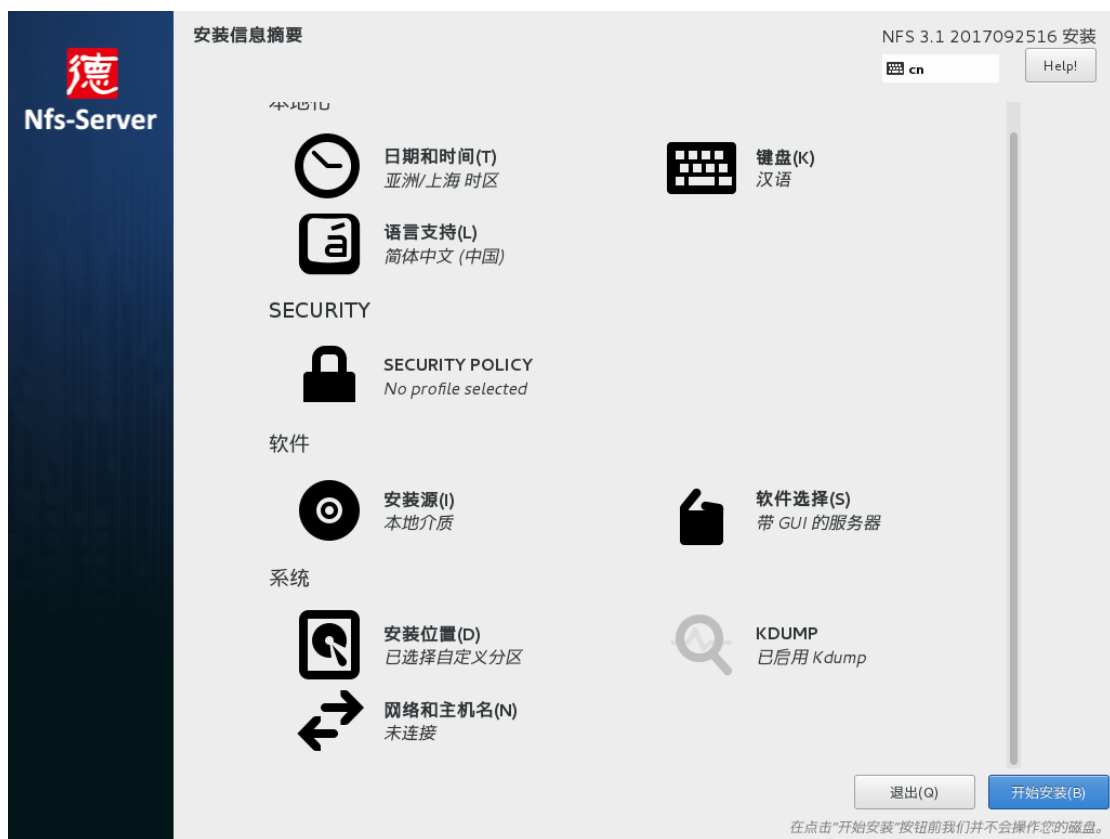 安装信息摘要
NFS 3.1 2017092516 安装
cn
Help!
德
Nfs-Server
本地化
日期和时间(T)
亚洲/上海 时区
键盘(K)
汉语
语言支持(L)
简体中文 (中国)
SECURITY
SECURITY POLICY
No profile selected
软件
安装源(I)
本地介质
软件选择(S)
带 GUI 的服务器
系统
安装位置(D)
已选择自定义分区
KDUMP
已启用 Kdump
网络和主机名(N)
未连接
退出(Q)
开始安装(B)
在点击"开始安装"按钮前我们并不会操作您的磁盘。